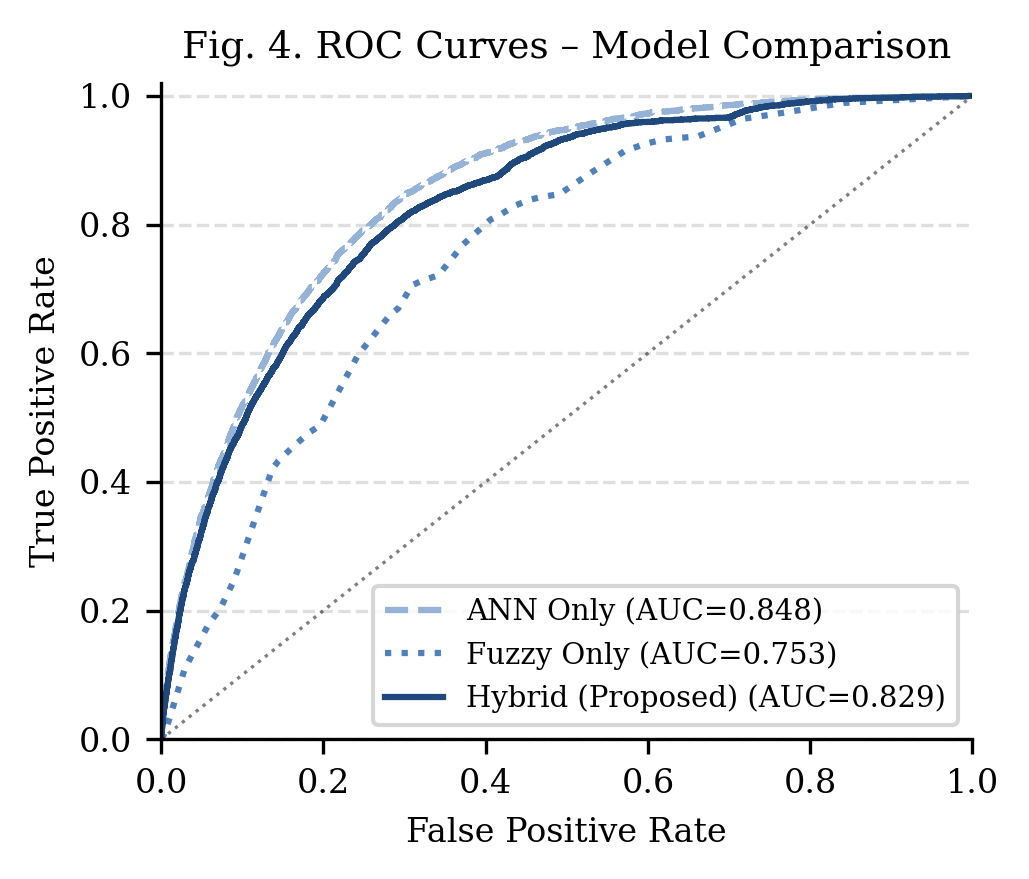 Fig. 4. ROC Curves – Model Comparison
True Positive Rate
1.0
0.8
0.6
0.4
0.2
0.0
ANN Only (AUC=0.848)
Fuzzy Only (AUC=0.753)
Hybrid (Proposed) (AUC=0.829)
0.0 0.2 0.4 0.6 0.8 1.0
False Positive Rate